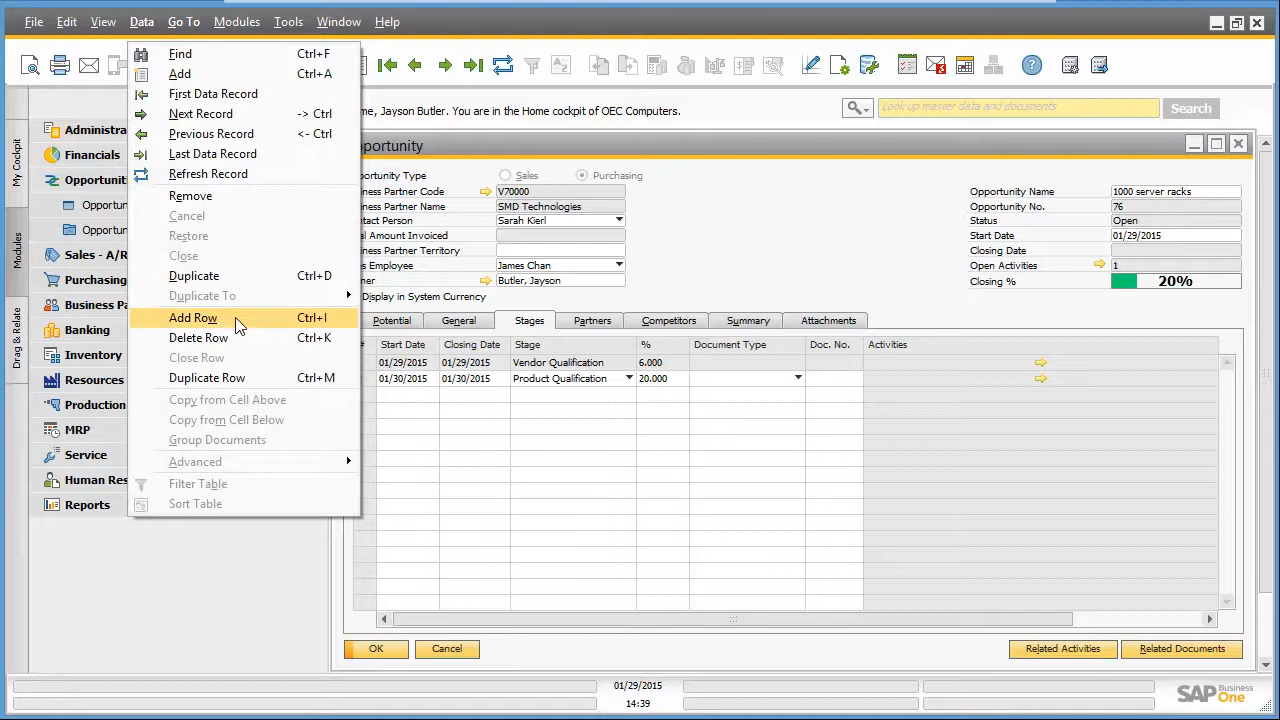 File Edit View Data Go To Modules Tools Window Help
Find Ctrl+F
Add Ctrl+A
First Data Record
Next Record -> Ctrl
Previous Record <- Ctrl
Last Data Record
Refresh Record
Remove
Cancel
Restore
Close
Duplicate Ctrl+D
Duplicate To
Add Row Ctrl+I
Delete Row Ctrl+K
Close Row
Duplicate Row Ctrl+M
Copy from Cell Above
Copy from Cell Below
Group Documents
Advanced
Filter Table
Sort Table
me, Jayson Butler. You are in the Home cockpit of OEC Computers.
Look up master data and documents
Search
My Cockpit
Modules
Drag & Relate
Administra
Financials
Opportuniti
Opportur
Opportur
Sales - A/R
Purchasing
Business Pa
Banking
Inventory
Resources
Production
MRP
Service
Human Res
Reports
portunity
portunity Type Sales Purchasing
siness Partner Code V70000
siness Partner Name SMD Technologies
ntact Person Sarah Kierl
al Amount Invoiced
siness Partner Territory
es Employee James Chan
ner Butler, Jayson
Display in System Currency
Opportunity Name 1000 server racks
Opportunity No. 76
Status Open
Start Date 01/29/2015
Closing Date
Open Activities 1
Closing % 20%
Potential General Stages Partners Competitors Summary Attachments
# Start Date Closing Date Stage % Document Type Doc. No. Activities
01/29/2015 01/29/2015 Vendor Qualification 6.000
01/30/2015 01/30/2015 Product Qualification 20.000
OK Cancel Related Activities Related Documents
01/29/2015
14:39
SAP Business One